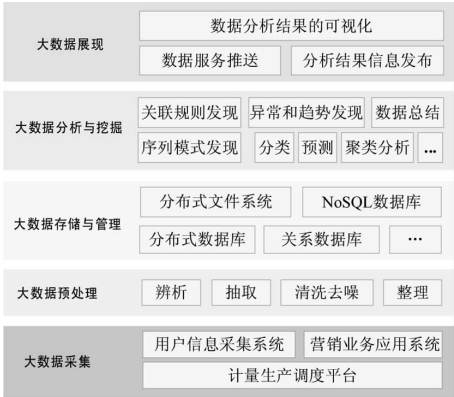 大数据展现
数据分析结果的可视化
数据服务推送 分析结果信息发布
大数据分析与挖掘
关联规则发现 异常和趋势发现 数据总结
序列模式发现 分类 预测 聚类分析 ...
大数据存储与管理
分布式文件系统 NoSQL数据库
分布式数据库 关系数据库 ...
大数据预处理
辨析 抽取 清洗去噪 整理
大数据采集
用户信息采集系统 营销业务应用系统
计量生产调度平台